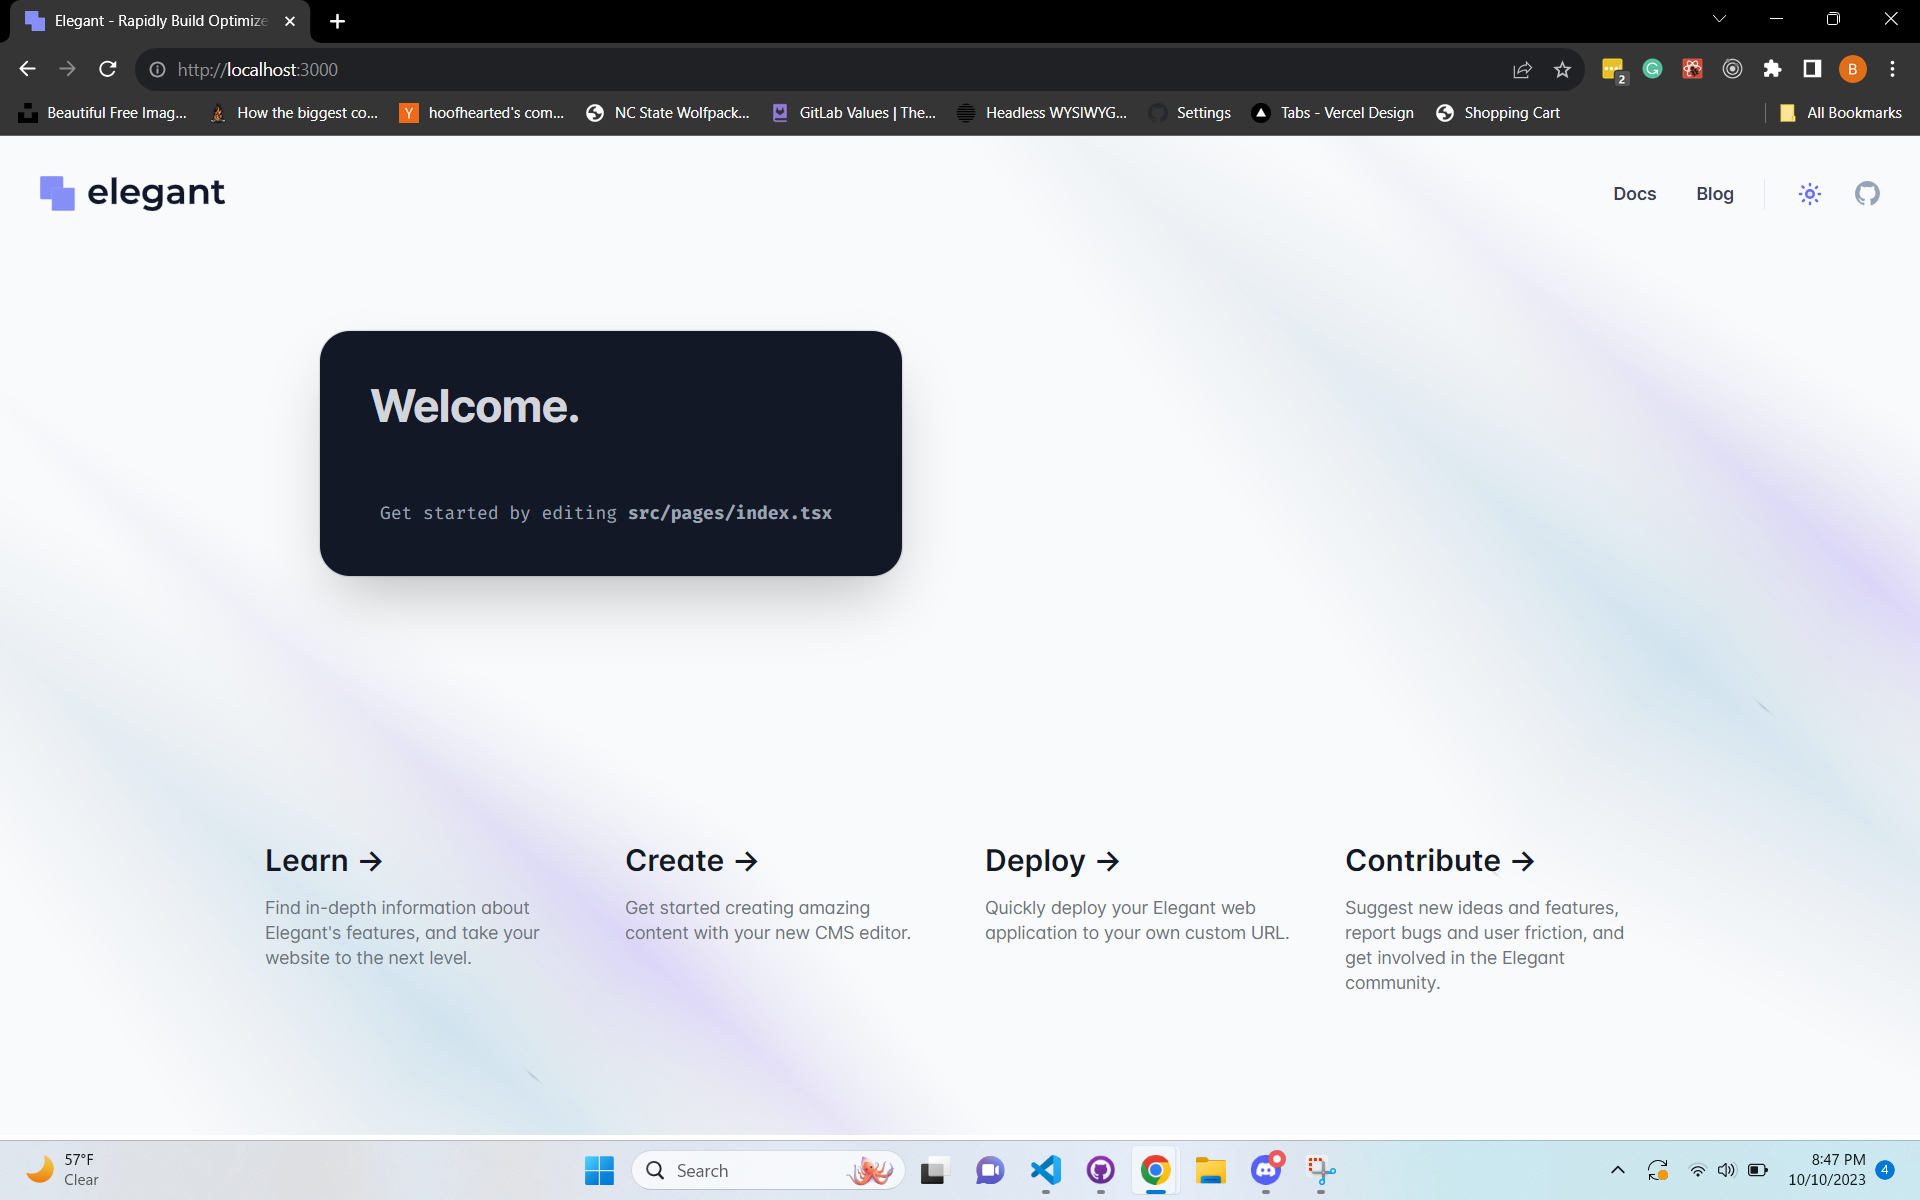 Elegant - Rapidly Build Optimize
http://localhost:3000
2
B
Beautiful Free Imag...
How the biggest co...
Y
hoofhearted's com...
NC State Wolfpack...
GitLab Values | The...
Headless WYSIWYG...
Settings
Tabs - Vercel Design
Shopping Cart
All Bookmarks
elegant
Docs
Blog
Welcome.
Get started by editing src/pages/index.tsx
Learn →
Find in-depth information about
Elegant's features, and take your
website to the next level.
Create →
Get started creating amazing
content with your new CMS editor.
Deploy →
Quickly deploy your Elegant web
application to your own custom URL.
Contribute →
Suggest new ideas and features,
report bugs and user friction, and
get involved in the Elegant
community.
57°F
Clear
Search
8:47 PM
10/10/2023
4